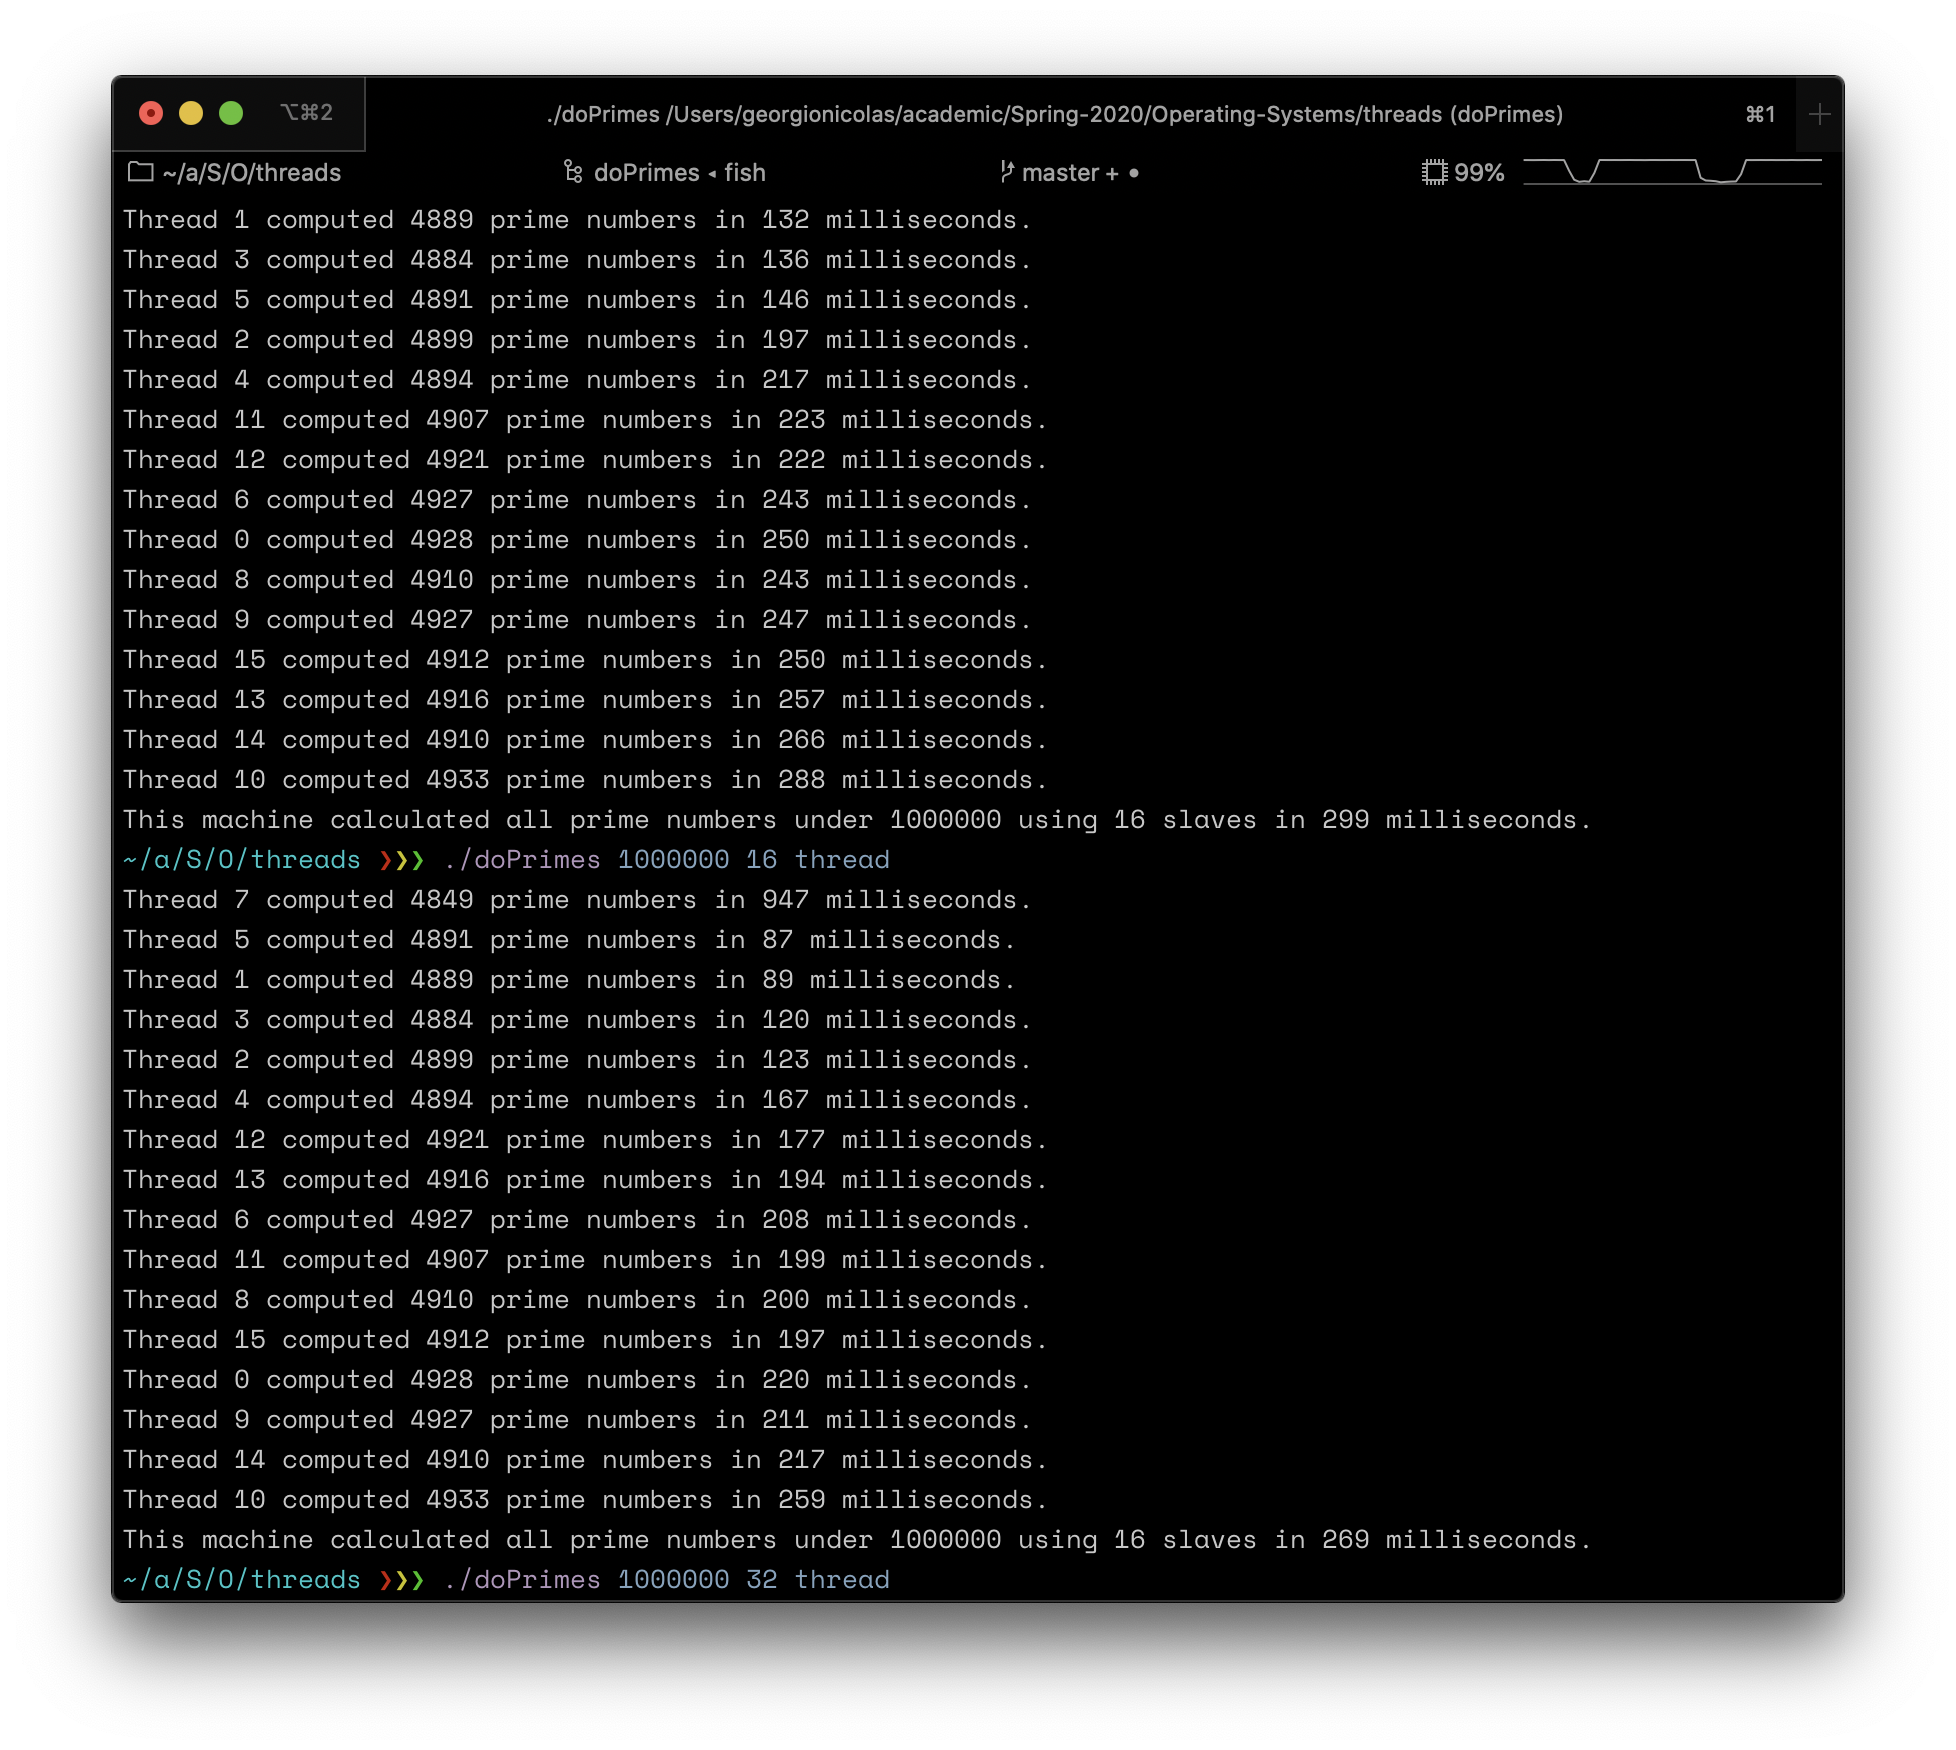 ⌥⌘2 ./doPrimes /Users/georgionicolas/academic/Spring-2020/Operating-Systems/threads (doPrimes) ⌘1 +
~/a/S/O/threads doPrimes ◂ fish master + ● 99%
Thread 1 computed 4889 prime numbers in 132 milliseconds.
Thread 3 computed 4884 prime numbers in 136 milliseconds.
Thread 5 computed 4891 prime numbers in 146 milliseconds.
Thread 2 computed 4899 prime numbers in 197 milliseconds.
Thread 4 computed 4894 prime numbers in 217 milliseconds.
Thread 11 computed 4907 prime numbers in 223 milliseconds.
Thread 12 computed 4921 prime numbers in 222 milliseconds.
Thread 6 computed 4927 prime numbers in 243 milliseconds.
Thread 0 computed 4928 prime numbers in 250 milliseconds.
Thread 8 computed 4910 prime numbers in 243 milliseconds.
Thread 9 computed 4927 prime numbers in 247 milliseconds.
Thread 15 computed 4912 prime numbers in 250 milliseconds.
Thread 13 computed 4916 prime numbers in 257 milliseconds.
Thread 14 computed 4910 prime numbers in 266 milliseconds.
Thread 10 computed 4933 prime numbers in 288 milliseconds.
This machine calculated all prime numbers under 1000000 using 16 slaves in 299 milliseconds.
~/a/S/O/threads ❯❯❯ ./doPrimes 1000000 16 thread
Thread 7 computed 4849 prime numbers in 947 milliseconds.
Thread 5 computed 4891 prime numbers in 87 milliseconds.
Thread 1 computed 4889 prime numbers in 89 milliseconds.
Thread 3 computed 4884 prime numbers in 120 milliseconds.
Thread 2 computed 4899 prime numbers in 123 milliseconds.
Thread 4 computed 4894 prime numbers in 167 milliseconds.
Thread 12 computed 4921 prime numbers in 177 milliseconds.
Thread 13 computed 4916 prime numbers in 194 milliseconds.
Thread 6 computed 4927 prime numbers in 208 milliseconds.
Thread 11 computed 4907 prime numbers in 199 milliseconds.
Thread 8 computed 4910 prime numbers in 200 milliseconds.
Thread 15 computed 4912 prime numbers in 197 milliseconds.
Thread 0 computed 4928 prime numbers in 220 milliseconds.
Thread 9 computed 4927 prime numbers in 211 milliseconds.
Thread 14 computed 4910 prime numbers in 217 milliseconds.
Thread 10 computed 4933 prime numbers in 259 milliseconds.
This machine calculated all prime numbers under 1000000 using 16 slaves in 269 milliseconds.
~/a/S/O/threads ❯❯❯ ./doPrimes 1000000 32 thread